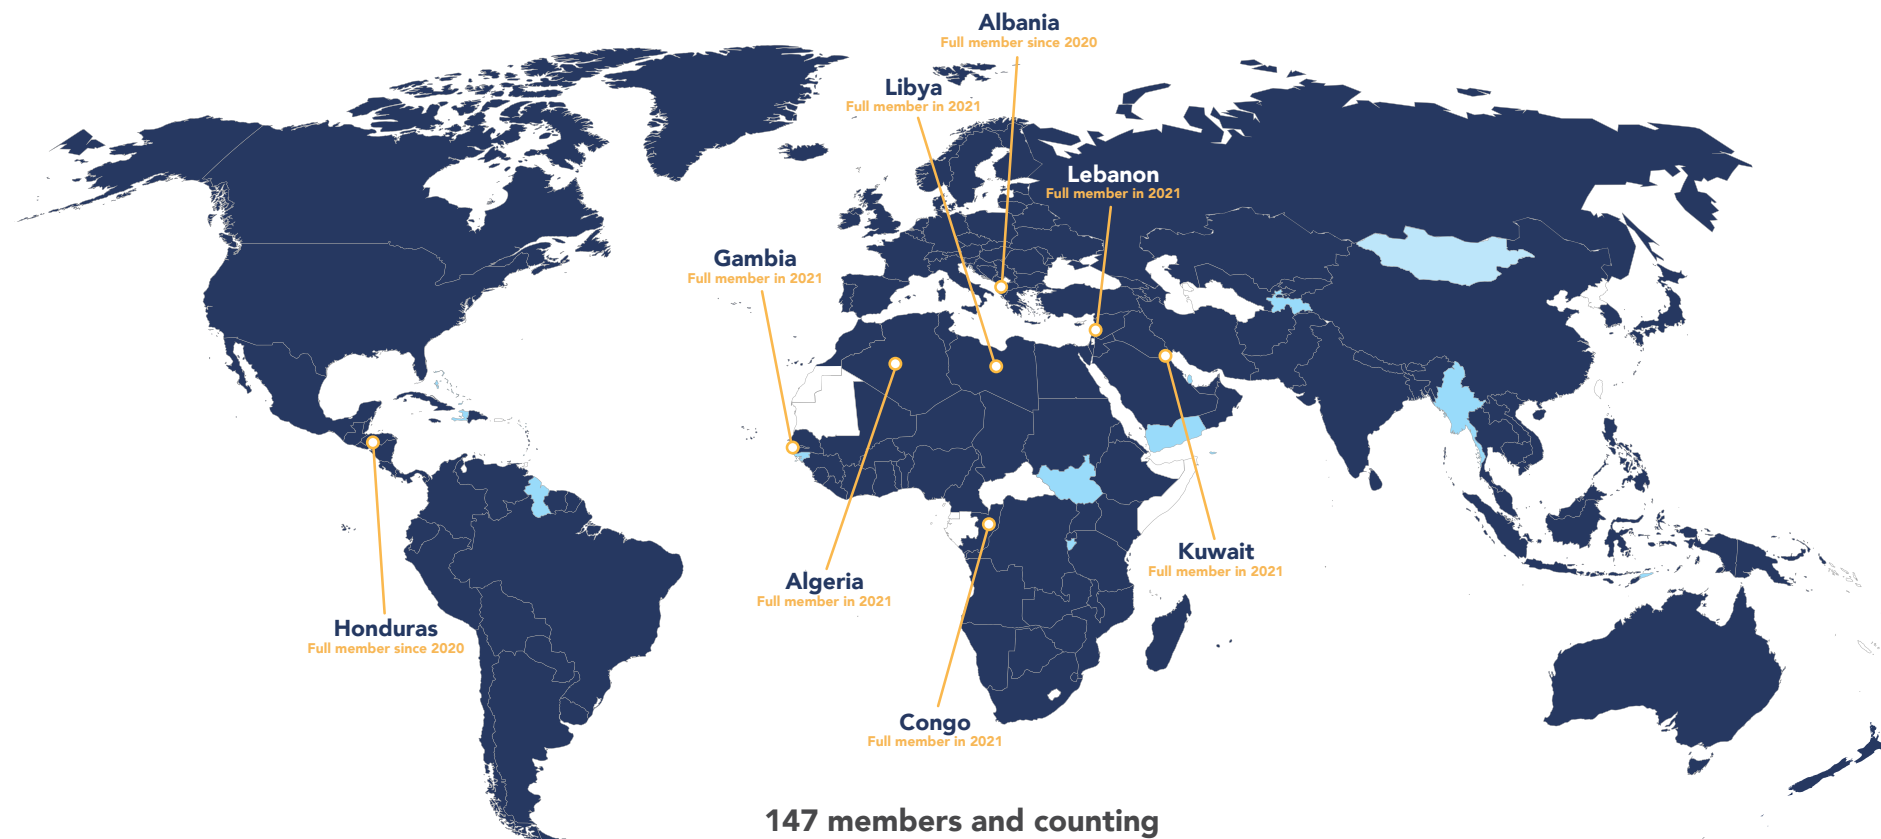 Albania
Full member since 2020
Libya
Full member in 2021
Lebanon
Full member in 2021
Gambia
Full member in 2021
Kuwait
Full member in 2021
Algeria
Full member in 2021
Honduras
Full member since 2020
Congo
Full member in 2021
147 members and counting